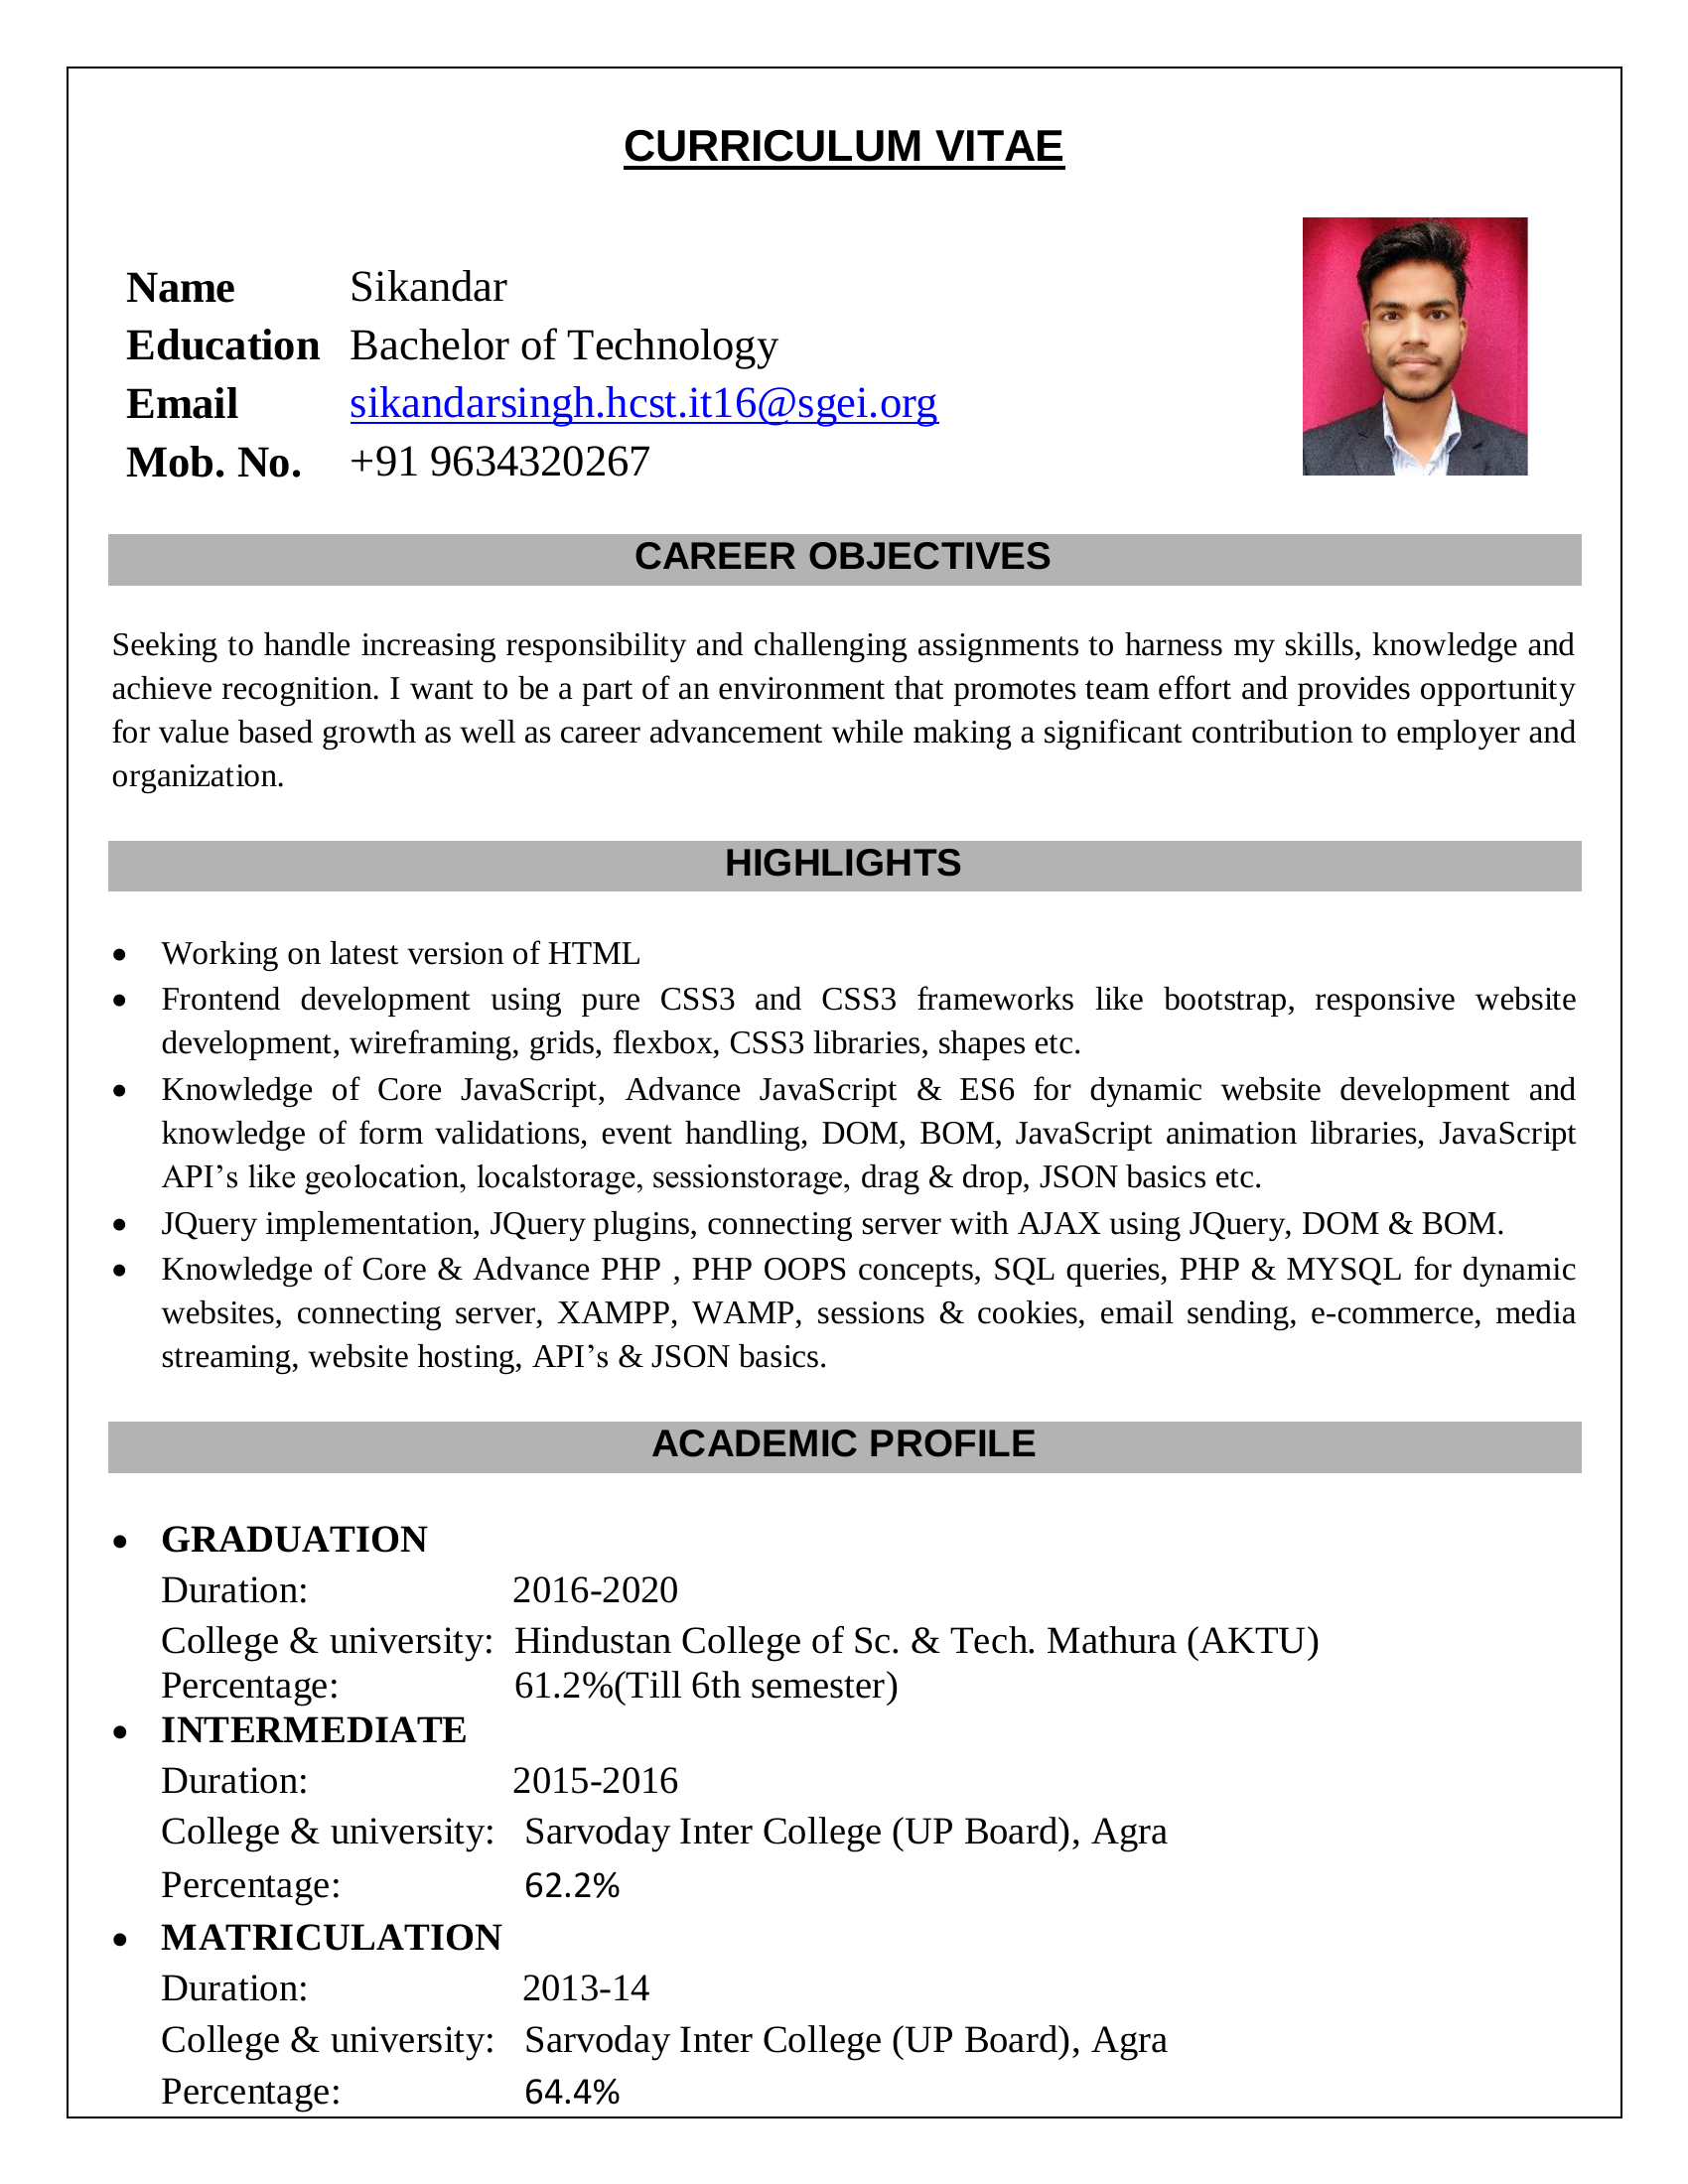 CURRICULUM VITAE
Name Sikandar
Education Bachelor of Technology
Email sikandarsingh.hcst.it16@sgei.org
Mob. No. +91 9634320267
CAREER OBJECTIVES
Seeking to handle increasing responsibility and challenging assignments to harness my skills, knowledge and
achieve recognition. I want to be a part of an environment that promotes team effort and provides opportunity
for value based growth as well as career advancement while making a significant contribution to employer and
organization.
HIGHLIGHTS
• Working on latest version of HTML
• Frontend development using pure CSS3 and CSS3 frameworks like bootstrap, responsive website
development, wireframing, grids, flexbox, CSS3 libraries, shapes etc.
• Knowledge of Core JavaScript, Advance JavaScript & ES6 for dynamic website development and
knowledge of form validations, event handling, DOM, BOM, JavaScript animation libraries, JavaScript
API’s like geolocation, localstorage, sessionstorage, drag & drop, JSON basics etc.
• JQuery implementation, JQuery plugins, connecting server with AJAX using JQuery, DOM & BOM.
• Knowledge of Core & Advance PHP , PHP OOPS concepts, SQL queries, PHP & MYSQL for dynamic
websites, connecting server, XAMPP, WAMP, sessions & cookies, email sending, e-commerce, media
streaming, website hosting, API’s & JSON basics.
ACADEMIC PROFILE
• GRADUATION
Duration: 2016-2020
College & university: Hindustan College of Sc. & Tech. Mathura (AKTU)
Percentage: 61.2%(Till 6th semester)
• INTERMEDIATE
Duration: 2015-2016
College & university: Sarvoday Inter College (UP Board), Agra
Percentage: 62.2%
• MATRICULATION
Duration: 2013-14
College & university: Sarvoday Inter College (UP Board), Agra
Percentage: 64.4%